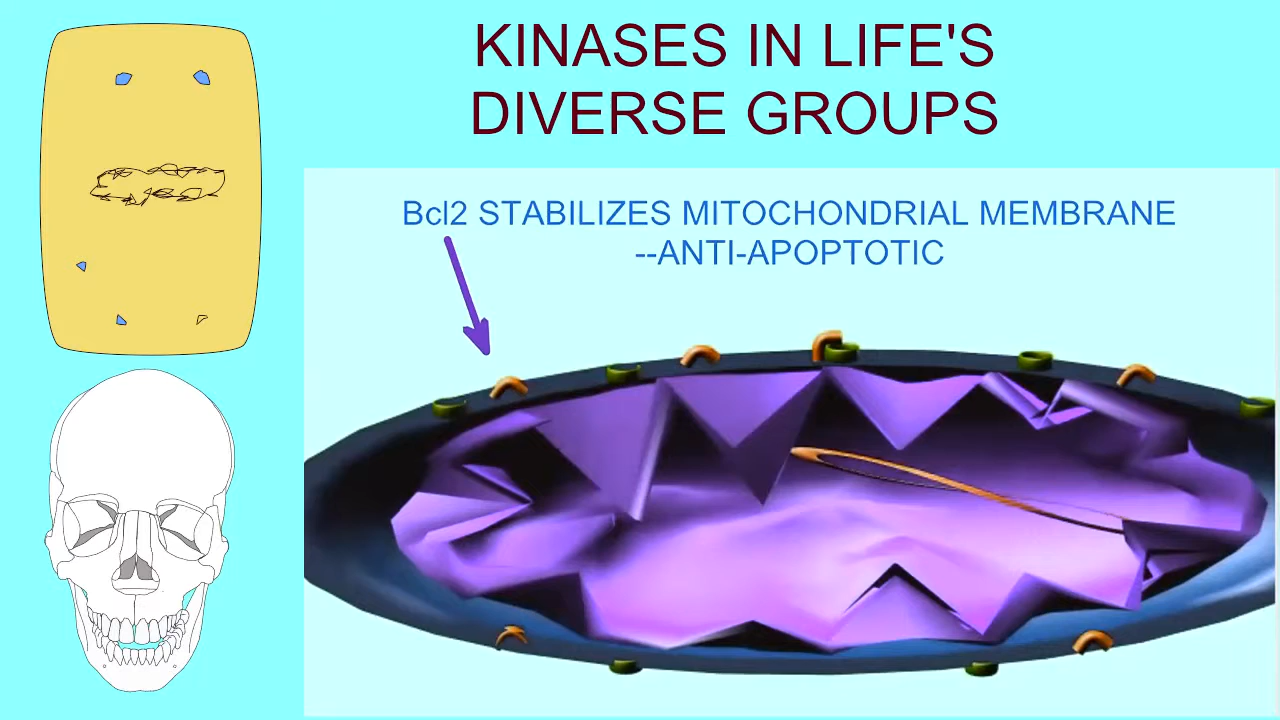 KINASES IN LIFE'S
DIVERSE GROUPS
Bcl2 STABILIZES MITOCHONDRIAL MEMBRANE
--ANTI-APOPTOTIC